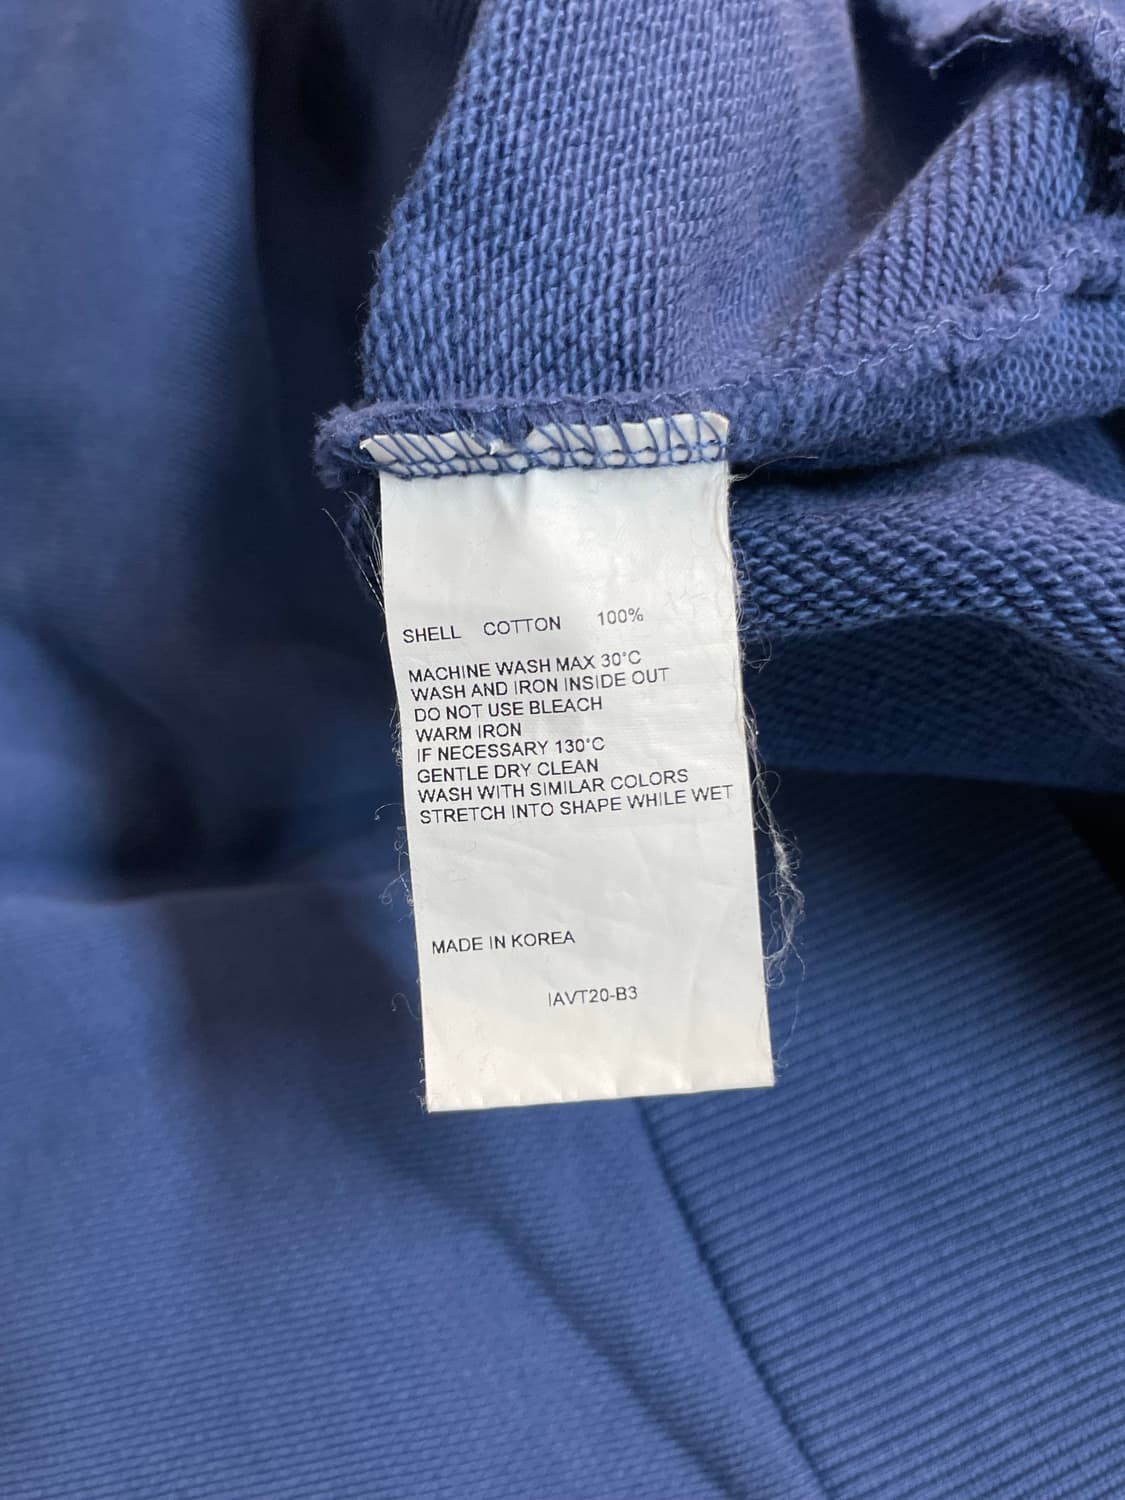 SHELL COTTON 100%
MACHINE WASH MAX 30°C
WASH AND IRON INSIDE OUT
DO NOT USE BLEACH
WARM IRON
IF NECESSARY 130°C
GENTLE DRY CLEAN
WASH WITH SIMILAR COLORS
STRETCH INTO SHAPE WHILE WET
MADE IN KOREA
IAVT20-B3